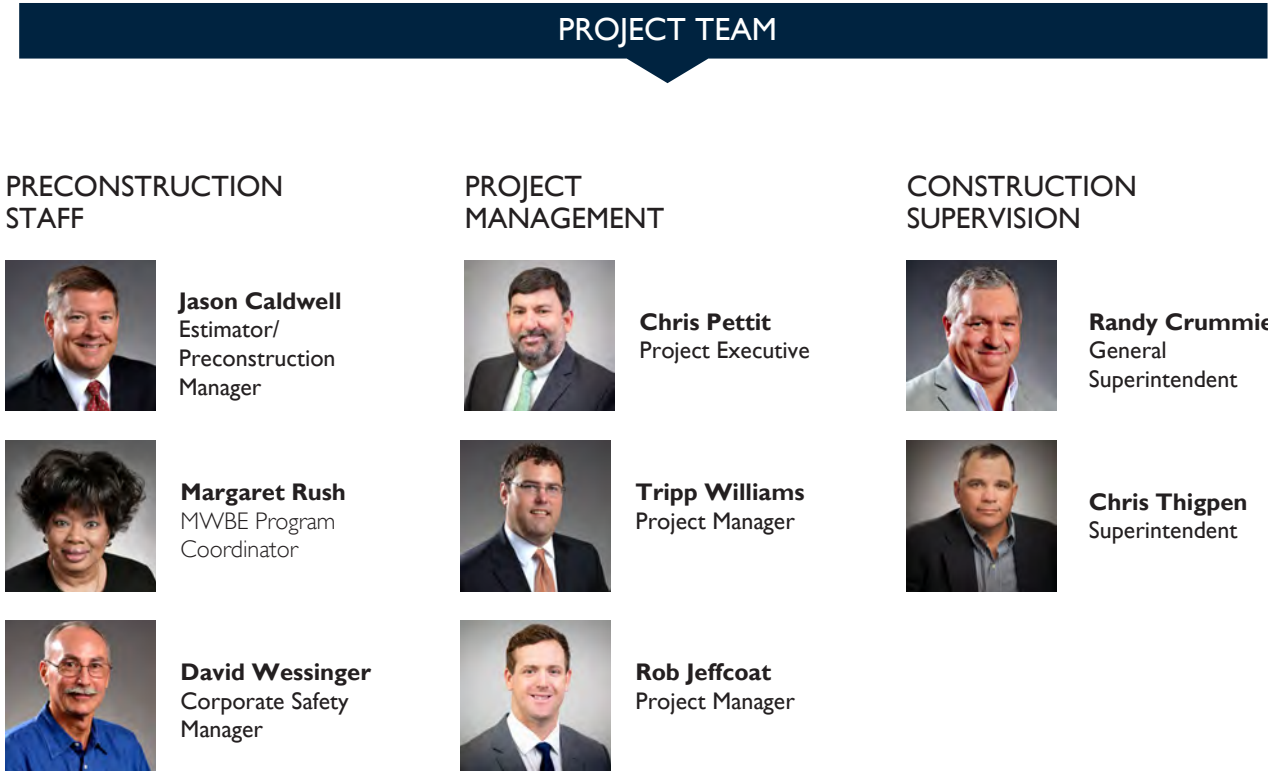 PROJECT TEAM
PRECONSTRUCTION
STAFF
Jason Caldwell
Estimator/
Preconstruction
Manager
Margaret Rush
MWBE Program
Coordinator
David Wessinger
Corporate Safety
Manager
PROJECT
MANAGEMENT
Chris Pettit
Project Executive
Tripp Williams
Project Manager
Rob Jeffcoat
Project Manager
CONSTRUCTION
SUPERVISION
Randy Crummie
General
Superintendent
Chris Thigpen
Superintendent